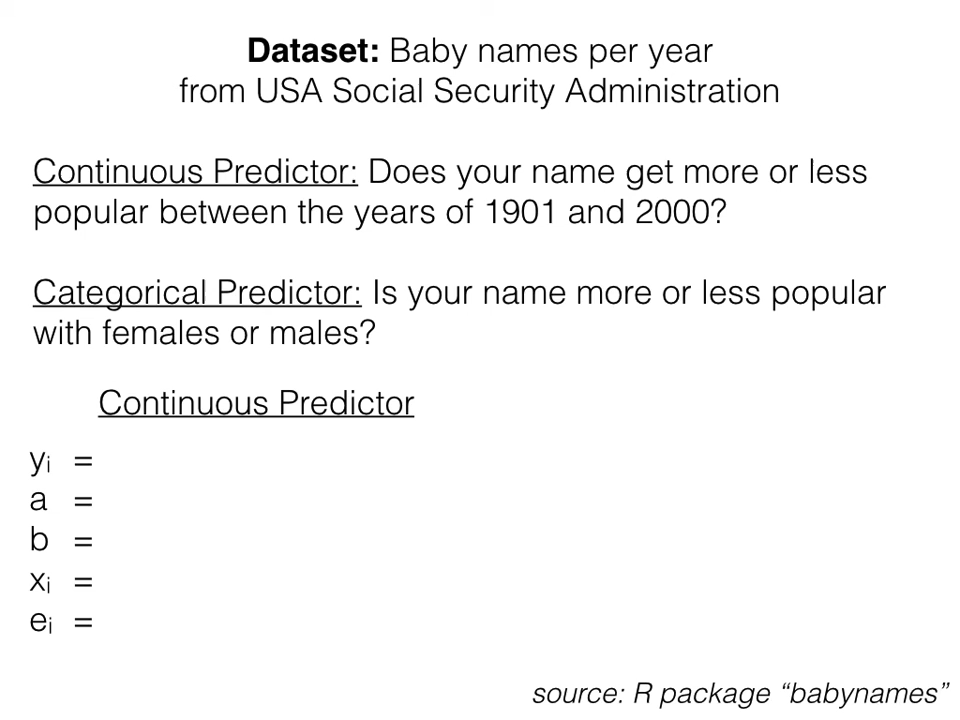 Dataset: Baby names per year
from USA Social Security Administration
Continuous Predictor: Does your name get more or less
popular between the years of 1901 and 2000?
Categorical Predictor: Is your name more or less popular
with females or males?
Continuous Predictor
yᵢ =
a =
b =
xᵢ =
eᵢ =
source: R package “babynames”